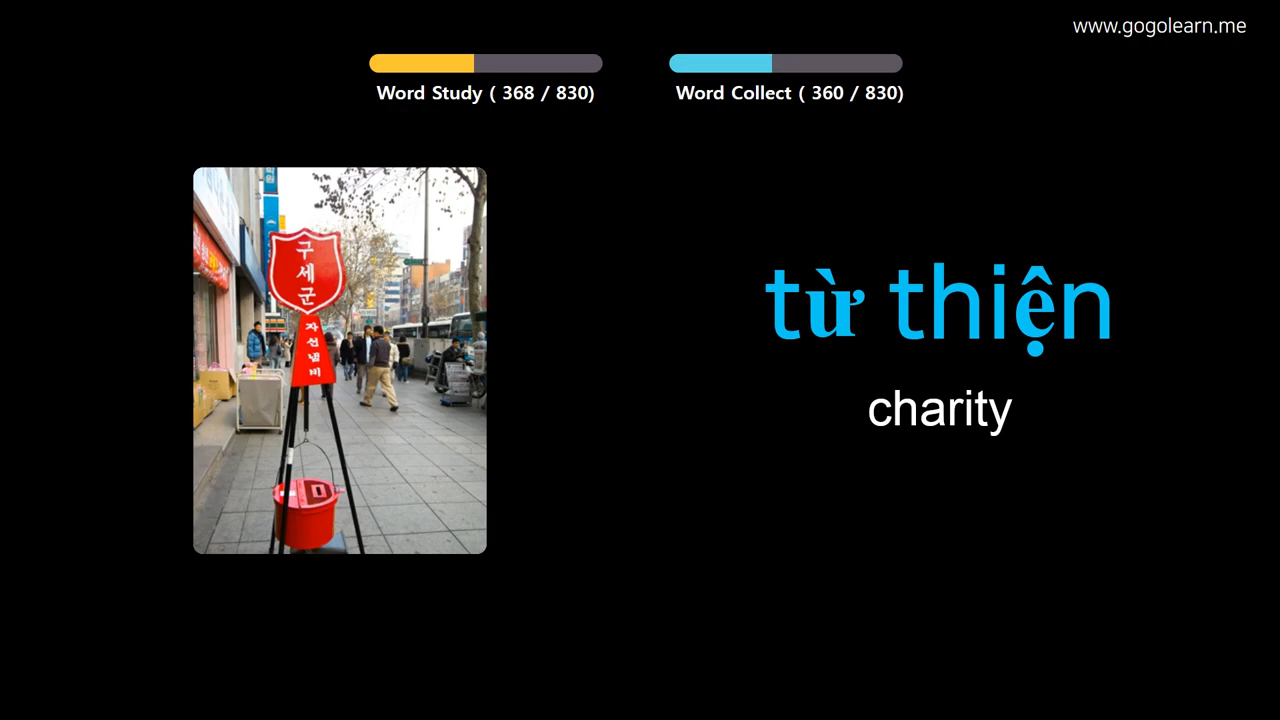 www.gogolearn.me
Word Study ( 368 / 830)
Word Collect ( 360 / 830)
구세군
자선냄비
từ thiện
charity